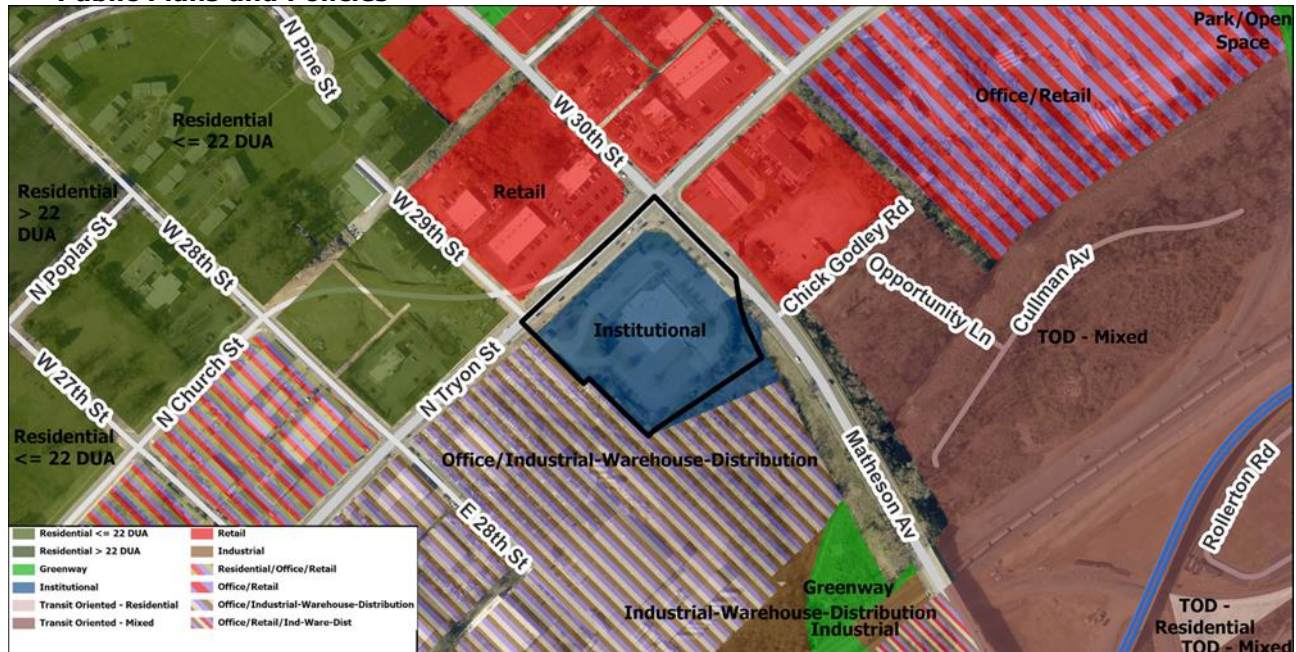 Public Plans and Policies
Park/Open
Space
N Pine St
Residential
<= 22 DUA
W 30th St
Office/Retail
Residential
> 22
DUA
Retail
N Poplar St
W 28th St
W 29th St
Chick Godley Rd
Opportunity Ln
Cullman Av
Institutional
TOD - Mixed
W 27th St
N Church St
N Tryon St
Residential
<= 22 DUA
Office/Industrial-Warehouse-Distribution
Matheson Av
E 28th St
Rollerton Rd
Greenway
Industrial-Warehouse-Distribution
Industrial
TOD -
Residential
TOD - Mixed
Residential <= 22 DUA
Residential > 22 DUA
Greenway
Institutional
Transit Oriented - Residential
Transit Oriented - Mixed
Retail
Industrial
Residential/Office/Retail
Office/Retail
Office/Industrial-Warehouse-Distribution
Office/Retail/Ind-Ware-Dist